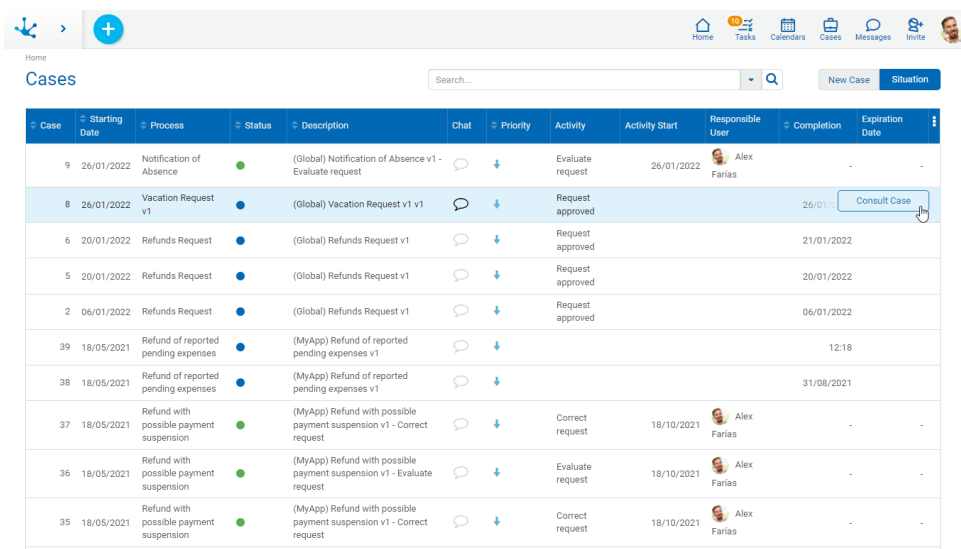 10
Home
Tasks
Calendars
Cases
Messages
Invite
Home
Cases
Search...
New Case
Situation
Case
Starting
Date
Process
Status
Description
Chat
Priority
Activity
Activity Start
Responsible
User
Completion
Expiration
Date
9 26/01/2022
Notification of
Absence
(Global) Notification of Absence v1 -
Evaluate request
Evaluate
request
26/01/2022
Alex
Farías
- -
8 26/01/2022
Vacation Request
v1
(Global) Vacation Request v1 v1
Request
approved
26/01/
Consult Case
6 20/01/2022 Refunds Request (Global) Refunds Request v1
Request
approved
21/01/2022
5 20/01/2022 Refunds Request (Global) Refunds Request v1
Request
approved
20/01/2022
2 06/01/2022 Refunds Request (Global) Refunds Request v1
Request
approved
06/01/2022
39 18/05/2021
Refund of reported
pending expenses
(MyApp) Refund of reported
pending expenses v1
12:18
38 18/05/2021
Refund of reported
pending expenses
(MyApp) Refund of reported
pending expenses v1
31/08/2021
37 18/05/2021
Refund with
possible payment
suspension
(MyApp) Refund with possible
payment suspension v1 - Correct
request
Correct
request
18/10/2021
Alex
Farías
- -
36 18/05/2021
Refund with
possible payment
suspension
(MyApp) Refund with possible
payment suspension v1 - Evaluate
request
Evaluate
request
18/10/2021
Alex
Farías
- -
35 18/05/2021
Refund with
possible payment
suspension
(MyApp) Refund with possible
payment suspension v1 - Correct
request
Correct
request
18/10/2021
Alex
Farías
- -